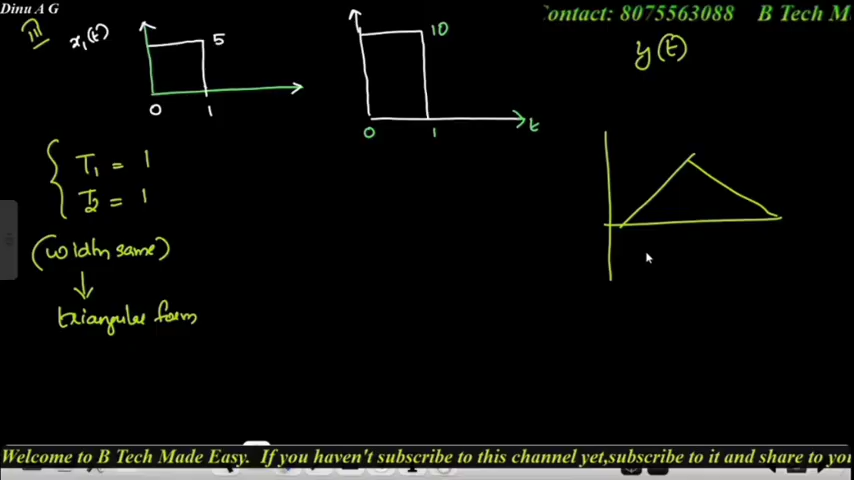 Dinu A G
Contact: 8075563088 B Tech M
III
x₁(t)
5
0 1
10
0 1 t
y(t)
T₁ = 1
T₂ = 1
(width same)
↓
triangular form
Welcome to B Tech Made Easy. If you haven't subscribe to this channel yet,subscribe to it and share to you